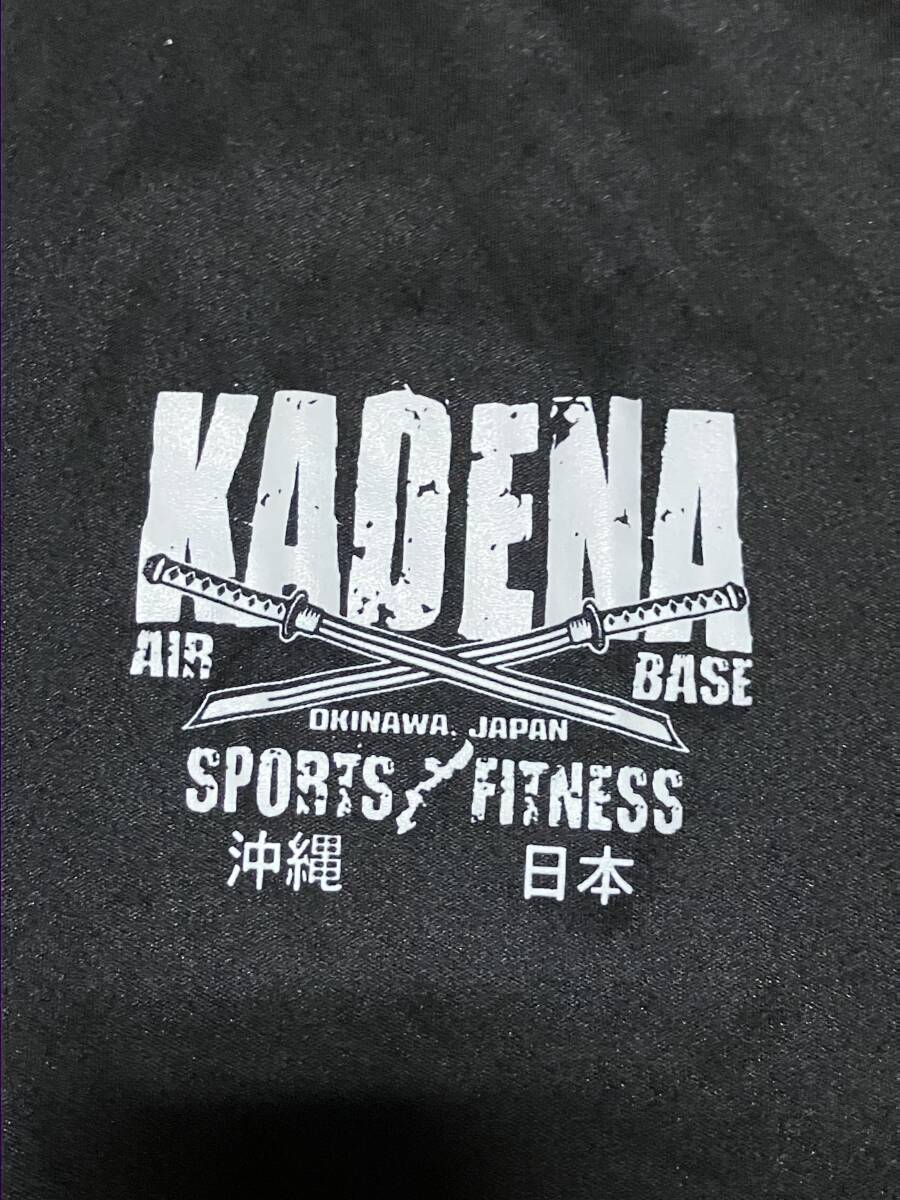 KADENA
AIR BASE
OKINAWA, JAPAN
SPORTS FITNESS
沖縄 日本